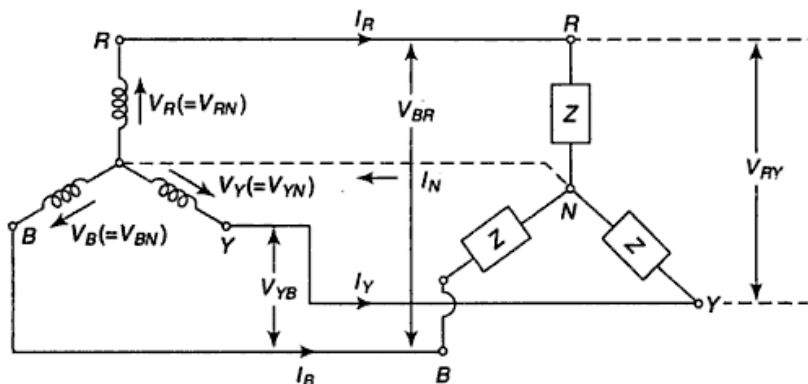 R
I_R
R
V_R(=V_RN)
V_BR
Z
V_RY
V_Y(=V_YN)
I_N
N
B
V_B(=V_BN)
Y
Z
Z
V_YB
I_Y
Y
I_B
B